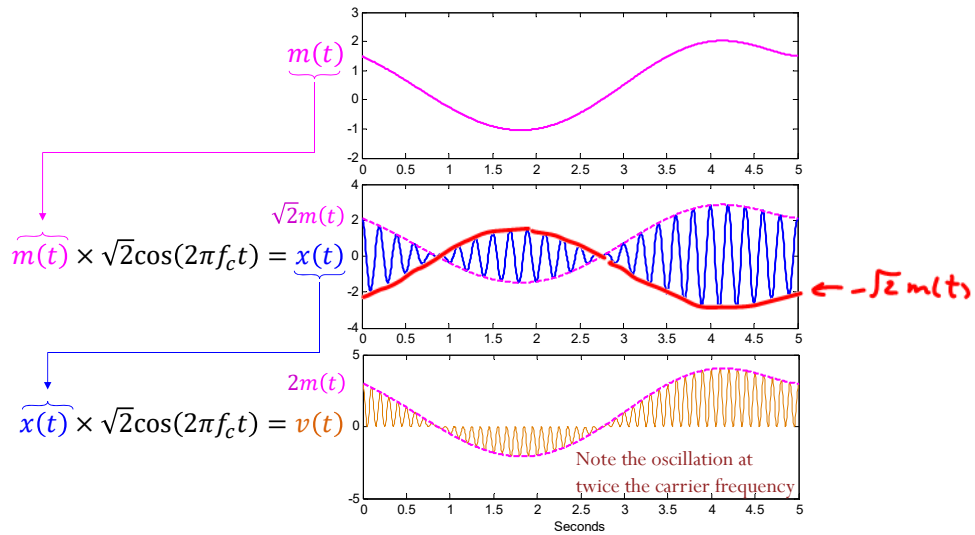 3
2
1
0
-1
-2
0 0.5 1 1.5 2 2.5 3 3.5 4 4.5 5
m(t)
4
2
0
-2
-4
0 0.5 1 1.5 2 2.5 3 3.5 4 4.5 5
√2m(t)
m(t) × √2cos(2πf_c t) = x(t)
← -√2 m(t)
5
0
-5
0 0.5 1 1.5 2 2.5 3 3.5 4 4.5 5
Seconds
2m(t)
x(t) × √2cos(2πf_c t) = v(t)
Note the oscillation at
twice the carrier frequency